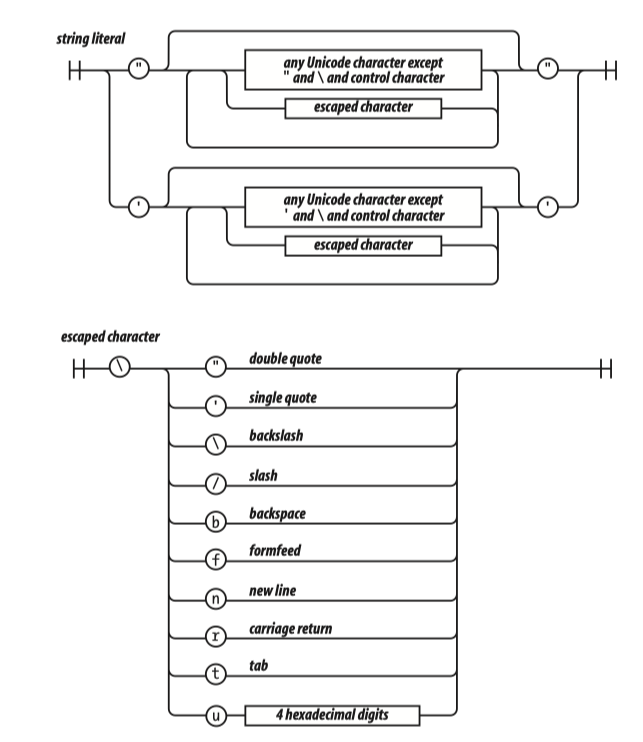 string literal
" any Unicode character except "
" and \ and control character
escaped character
' any Unicode character except '
' and \ and control character
escaped character
escaped character
\ " double quote
' single quote
\ backslash
/ slash
b backspace
f formfeed
n new line
r carriage return
t tab
u 4 hexadecimal digits